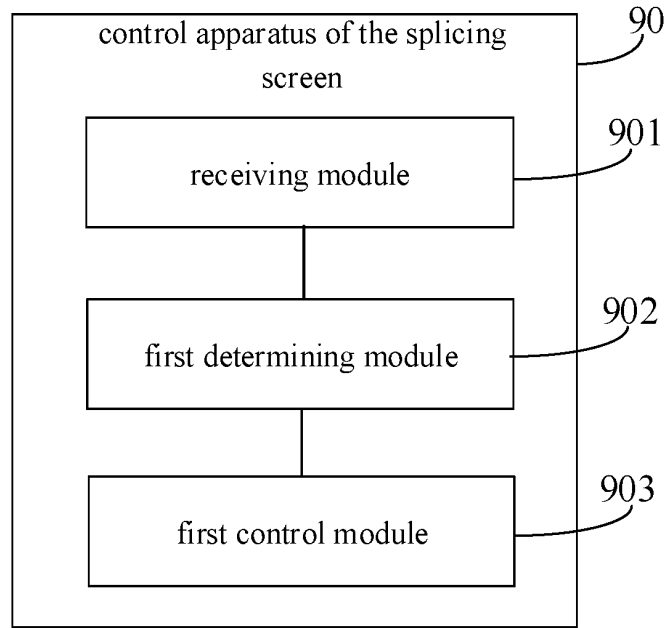 control apparatus of the splicing
screen
90
receiving module
901
first determining module
902
first control module
903